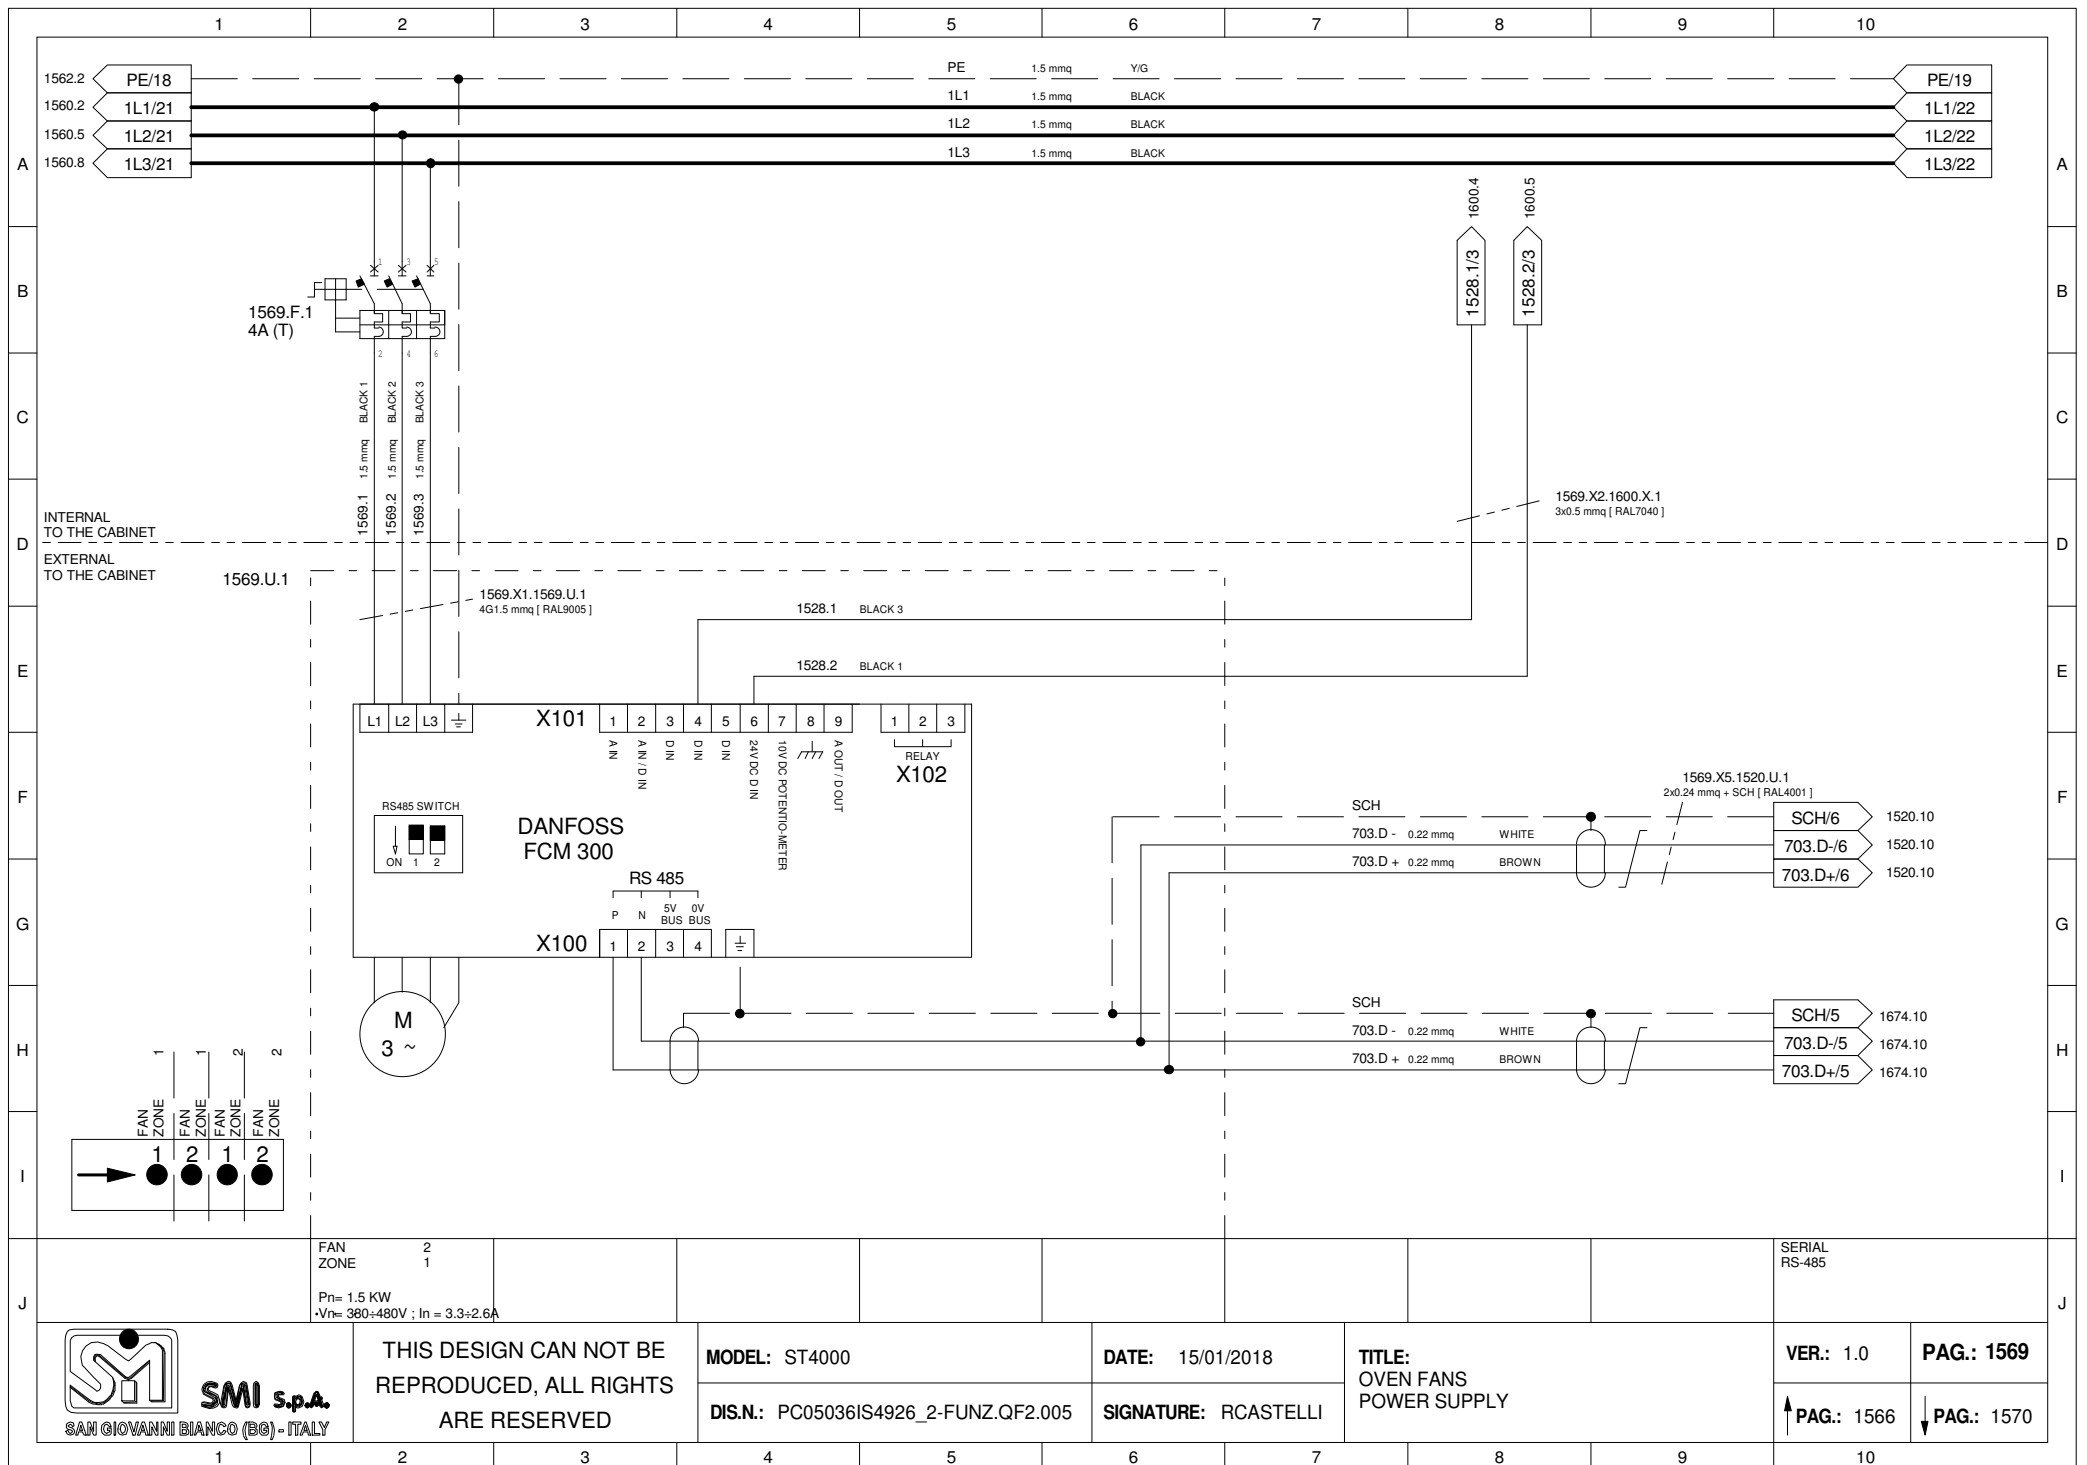 1 2 3 4 5 6 7 8 9 10
1562.2 PE/18 PE 1.5 mmq Y/G PE/19
1560.2 1L1/21 1L1 1.5 mmq BLACK 1L1/22
1560.5 1L2/21 1L2 1.5 mmq BLACK 1L2/22
1560.8 1L3/21 1L3 1.5 mmq BLACK 1L3/22
A A
1600.4 1600.5
1528.1/3 1528.2/3
B B
1 3 5
1569.F.1
4A (T)
2 4 6
C C
1569.1 1.5 mmq BLACK 1
1569.2 1.5 mmq BLACK 2
1569.3 1.5 mmq BLACK 3
1569.X2.1600.X.1
3x0.5 mmq [ RAL7040 ]
INTERNAL
TO THE CABINET
D D
EXTERNAL
TO THE CABINET
1569.U.1
1569.X1.1569.U.1
4G1.5 mmq [ RAL9005 ]
1528.1 BLACK 3
1528.2 BLACK 1
E E
L1 L2 L3
X101 1 2 3 4 5 6 7 8 9
1 2 3
A IN
A IN / D IN
D IN
D IN
D IN
24V DC D IN
10V DC POTENTIO-METER
A OUT / D OUT
RELAY
X102
F F
RS485 SWITCH
ON 1 2
DANFOSS
FCM 300
1569.X5.1520.U.1
2x0.24 mmq + SCH [ RAL4001 ]
SCH SCH/6 1520.10
703.D - 0.22 mmq WHITE 703.D-/6 1520.10
703.D + 0.22 mmq BROWN 703.D+/6 1520.10
RS 485
P N 5V BUS 0V BUS
G G
X100 1 2 3 4
SCH SCH/5 1674.10
703.D - 0.22 mmq WHITE 703.D-/5 1674.10
703.D + 0.22 mmq BROWN 703.D+/5 1674.10
M
3 ~
H H
FAN 1
ZONE 1
FAN 2
ZONE 1
FAN 1
ZONE 2
FAN 2
ZONE 2
I I
FAN 2
ZONE 1
Pn= 1.5 KW
Vn= 380÷480V ; In = 3.3÷2.6A
SERIAL
RS-485
J J
SMI
SMI S.p.A.
SAN GIOVANNI BIANCO (BG) - ITALY
THIS DESIGN CAN NOT BE
REPRODUCED, ALL RIGHTS
ARE RESERVED
MODEL: ST4000
DIS.N.: PC05036IS4926_2-FUNZ.QF2.005
DATE: 15/01/2018
SIGNATURE: RCASTELLI
TITLE:
OVEN FANS
POWER SUPPLY
VER.: 1.0 PAG.: 1569
PAG.: 1566 PAG.: 1570
1 2 3 4 5 6 7 8 9 10